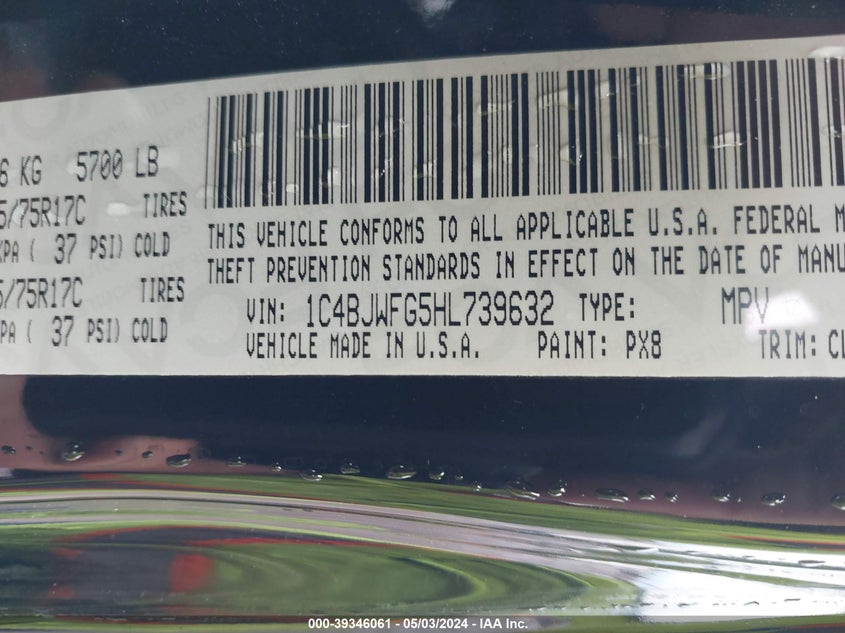 6 KG 5700 LB
5/75R17C TIRES
KPA ( 37 PSI) COLD
5/75R17C TIRES
PA ( 37 PSI) COLD
THIS VEHICLE CONFORMS TO ALL APPLICABLE U.S.A. FEDERAL M
THEFT PREVENTION STANDARDS IN EFFECT ON THE DATE OF MANU
VIN: 1C4BJWFG5HL739632 TYPE: MPV
VEHICLE MADE IN U.S.A. PAINT: PX8 TRIM: CL
000-39346061 - 05/03/2024 - IAA Inc.